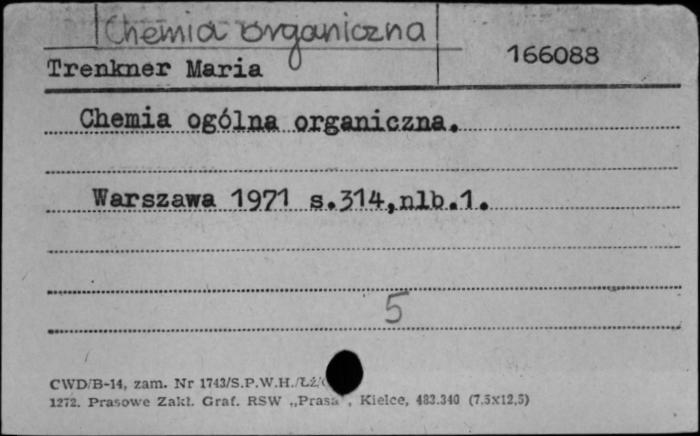 Chemia organiczna
Trenkner Maria 166088
Chemia ogólna organiczna.
Warszawa 1971 s.314,nlb.1.
5
CWD/B-14, zam. Nr 1743/S.P.W.H./Łź/
1272. Prasowe Zakł. Graf. RSW „Prasa”, Kielce, 483.340 (7,5x12,5)